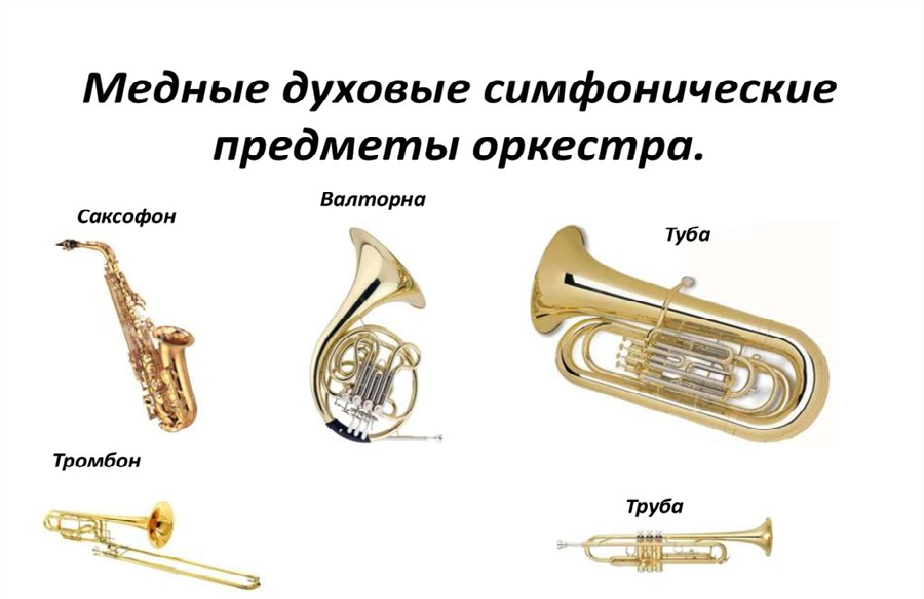 Медные духовые симфонические
предметы оркестра.
Саксофон
Валторна
Туба
Тромбон
Труба